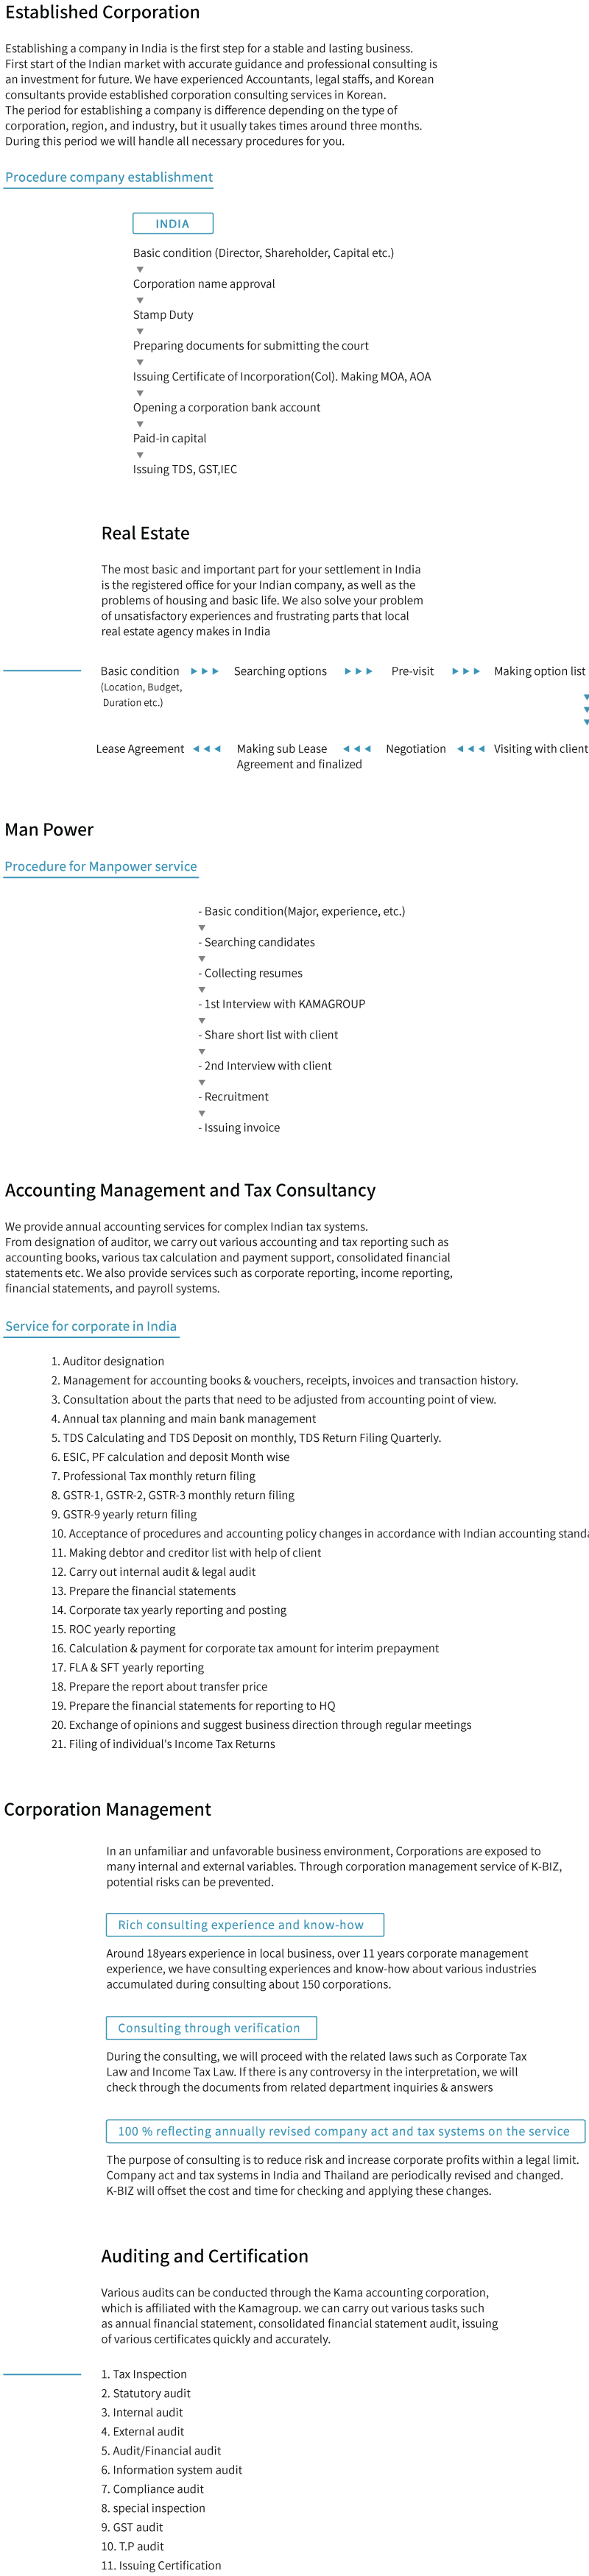 Established Corporation
Establishing a company in India is the first step for a stable and lasting business.
First start of the Indian market with accurate guidance and professional consulting is
an investment for future. We have experienced Accountants, legal staffs, and Korean
consultants provide established corporation consulting services in Korean.
The period for establishing a company is difference depending on the type of
corporation, region, and industry, but it usually takes times around three months.
During this period we will handle all necessary procedures for you.
Procedure company establishment
INDIA
Basic condition (Director, Shareholder, Capital etc.)
▼
Corporation name approval
▼
Stamp Duty
▼
Preparing documents for submitting the court
▼
Issuing Certificate of Incorporation(Col). Making MOA, AOA
▼
Opening a corporation bank account
▼
Paid-in capital
▼
Issuing TDS, GST,IEC
Real Estate
The most basic and important part for your settlement in India
is the registered office for your Indian company, as well as the
problems of housing and basic life. We also solve your problem
of unsatisfactory experiences and frustrating parts that local
real estate agency makes in India
Basic condition ▶ ▶ ▶ Searching options ▶ ▶ ▶ Pre-visit ▶ ▶ ▶ Making option list
(Location, Budget,
Duration etc.)
Lease Agreement ◀ ◀ ◀ Making sub Lease ◀ ◀ ◀ Negotiation ◀ ◀ ◀ Visiting with client
Agreement and finalized
Man Power
Procedure for Manpower service
- Basic condition(Major, experience, etc.)
▼
- Searching candidates
▼
- Collecting resumes
▼
- 1st Interview with KAMAGROUP
▼
- Share short list with client
▼
- 2nd Interview with client
▼
- Recruitment
▼
- Issuing invoice
Accounting Management and Tax Consultancy
We provide annual accounting services for complex Indian tax systems.
From designation of auditor, we carry out various accounting and tax reporting such as
accounting books, various tax calculation and payment support, consolidated financial
statements etc. We also provide services such as corporate reporting, income reporting,
financial statements, and payroll systems.
Service for corporate in India
1. Auditor designation
2. Management for accounting books & vouchers, receipts, invoices and transaction history.
3. Consultation about the parts that need to be adjusted from accounting point of view.
4. Annual tax planning and main bank management
5. TDS Calculating and TDS Deposit on monthly, TDS Return Filing Quarterly.
6. ESIC, PF calculation and deposit Month wise
7. Professional Tax monthly return filing
8. GSTR-1, GSTR-2, GSTR-3 monthly return filing
9. GSTR-9 yearly return filing
10. Acceptance of procedures and accounting policy changes in accordance with Indian accounting
11. Making debtor and creditor list with help of client
12. Carry out internal audit & legal audit
13. Prepare the financial statements
14. Corporate tax yearly reporting and posting
15. ROC yearly reporting
16. Calculation & payment for corporate tax amount for interim prepayment
17. FLA & SFT yearly reporting
18. Prepare the report about transfer price
19. Prepare the financial statements for reporting to HQ
20. Exchange of opinions and suggest business direction through regular meetings
21. Filing of individual's Income Tax Returns
Corporation Management
In an unfamiliar and unfavorable business environment, Corporations are exposed to
many internal and external variables. Through corporation management service of K-BIZ,
potential risks can be prevented.
Rich consulting experience and know-how
Around 18years experience in local business, over 11 years corporate management
experience, we have consulting experiences and know-how about various industries
accumulated during consulting about 150 corporations.
Consulting through verification
During the consulting, we will proceed with the related laws such as Corporate Tax
Law and Income Tax Law. If there is any controversy in the interpretation, we will
check through the documents from related department inquiries & answers
100 % reflecting annually revised company act and tax systems on the service
The purpose of consulting is to reduce risk and increase corporate profits within a legal limit.
Company act and tax systems in India and Thailand are periodically revised and changed.
K-BIZ will offset the cost and time for checking and applying these changes.
Auditing and Certification
Various audits can be conducted through the Kama accounting corporation,
which is affiliated with the Kamagroup. we can carry out various tasks such
as annual financial statement, consolidated financial statement audit, issuing
of various certificates quickly and accurately.
1. Tax Inspection
2. Statutory audit
3. Internal audit
4. External audit
5. Audit/Financial audit
6. Information system audit
7. Compliance audit
8. special inspection
9. GST audit
10. T.P audit
11. Issuing Certification